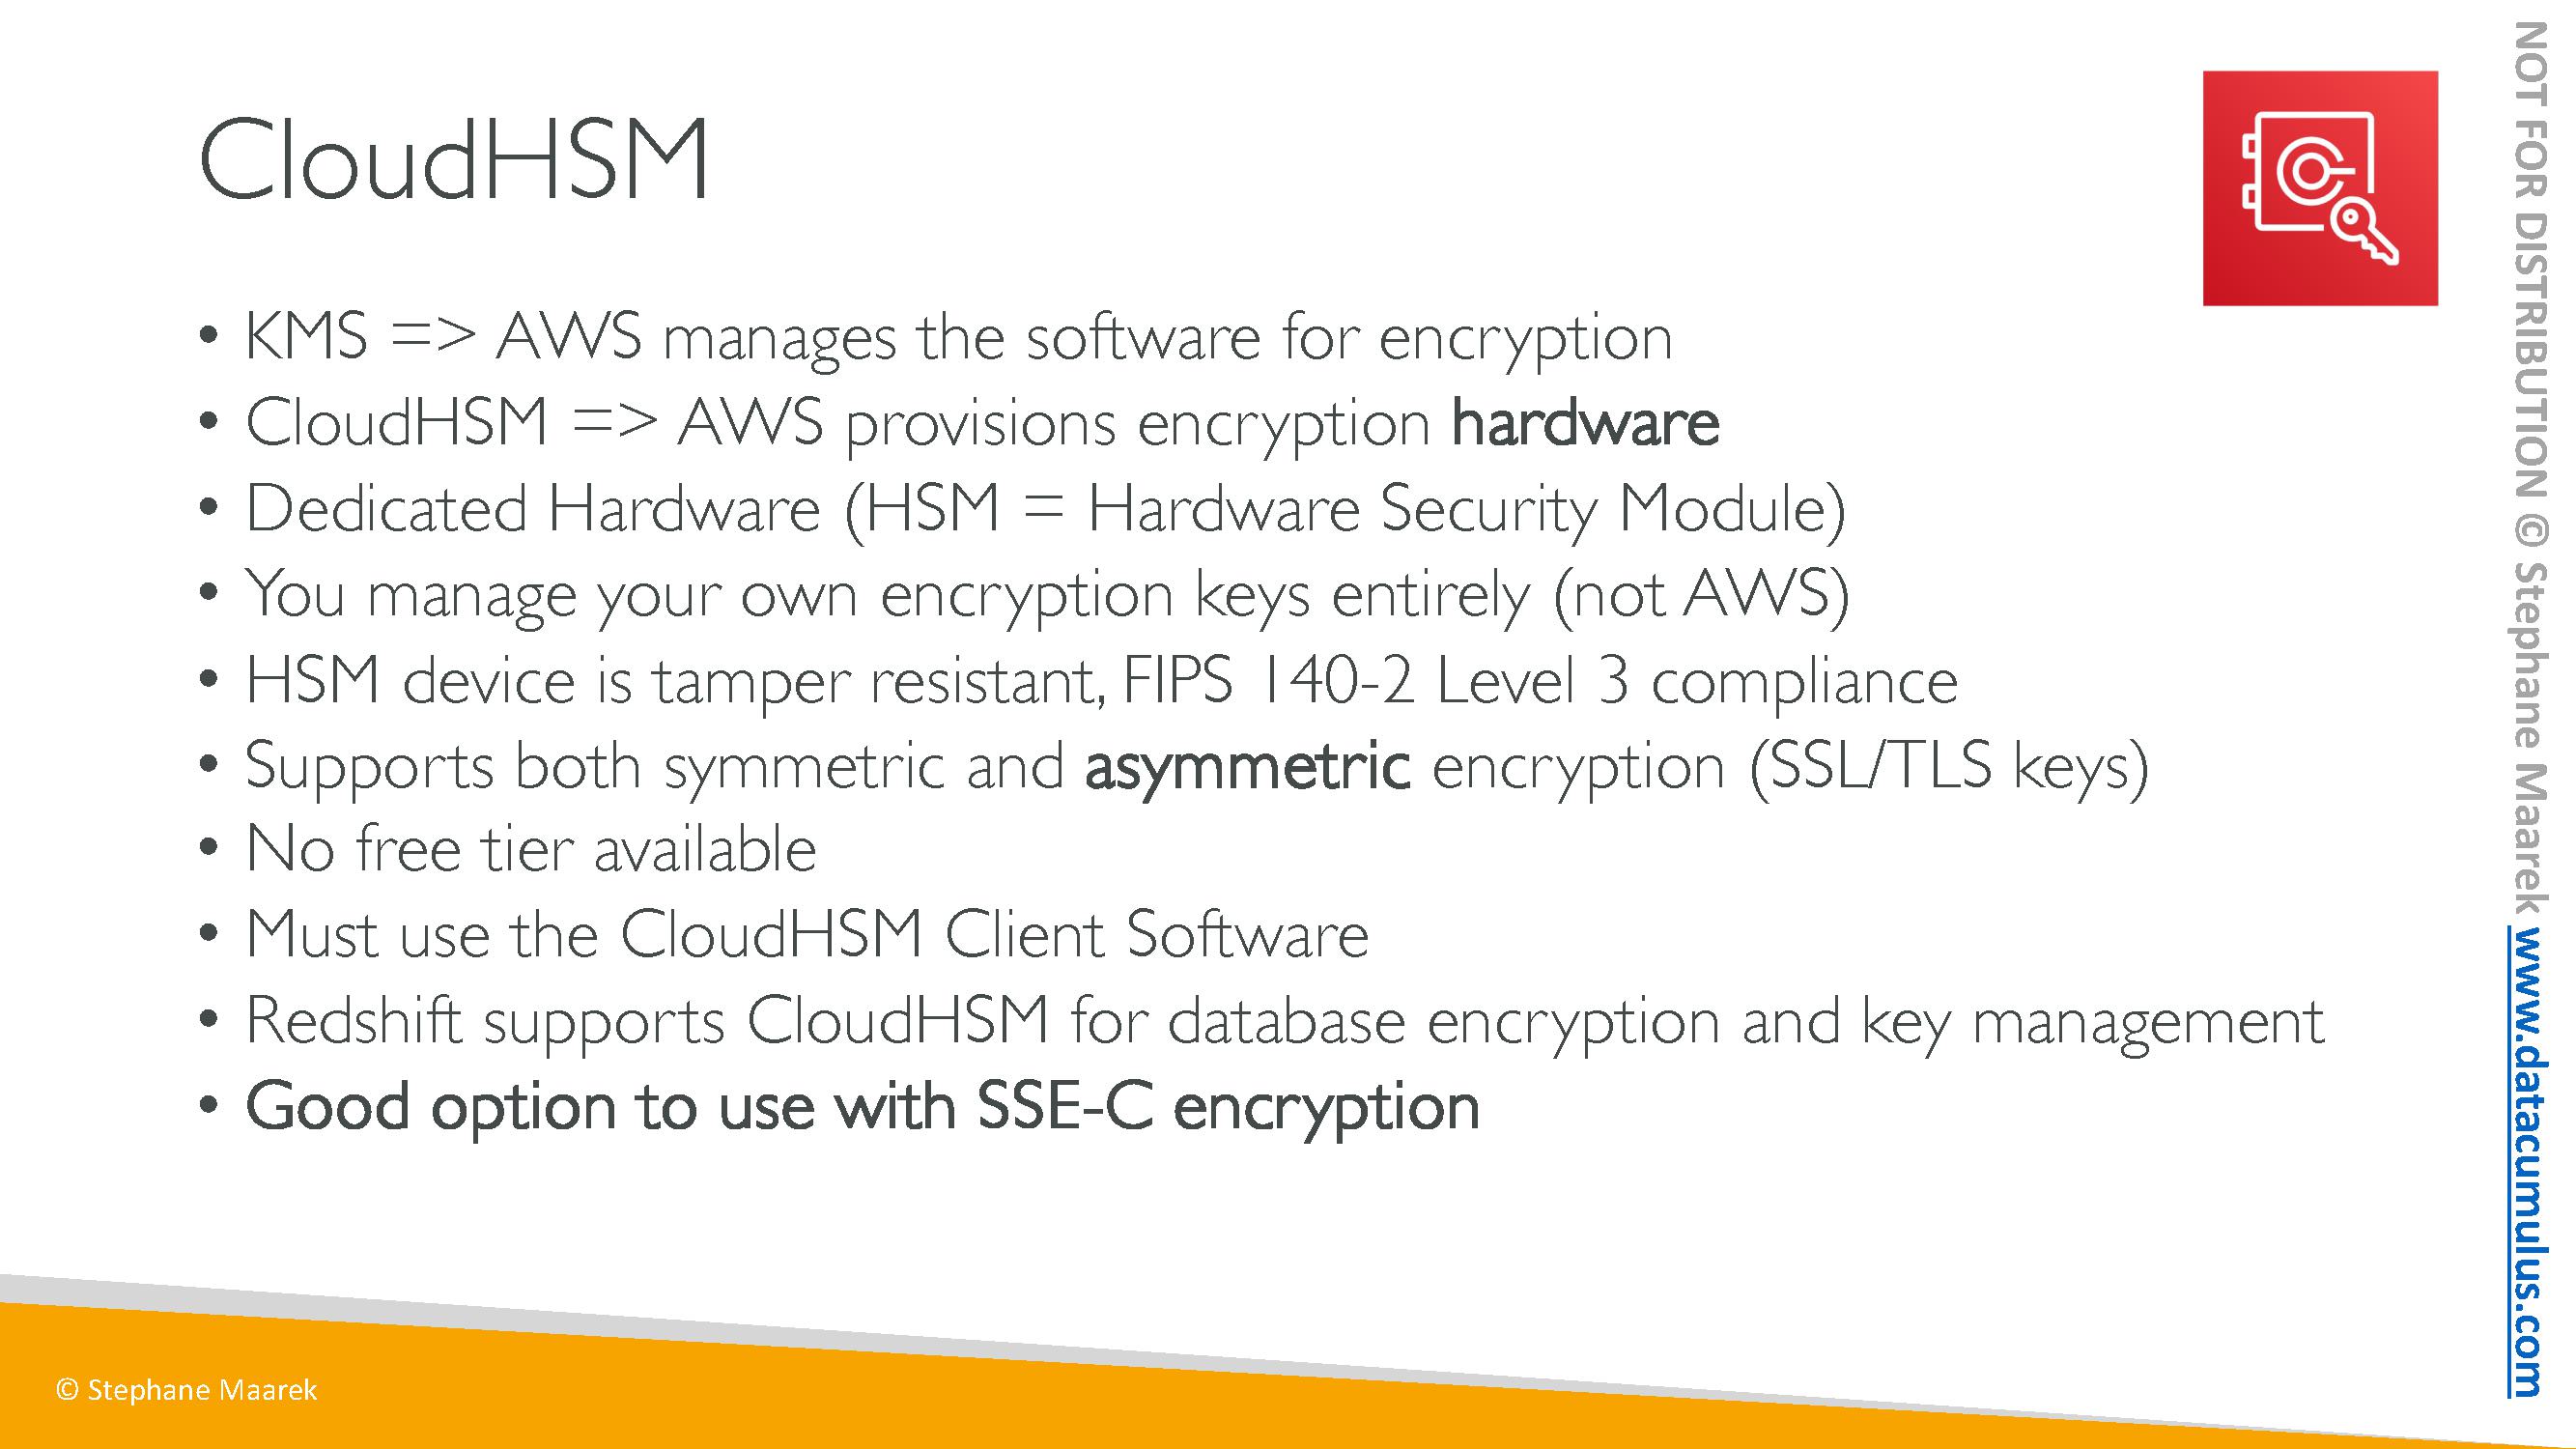 CloudHSM
• KMS => AWS manages the software for encryption
• CloudHSM => AWS provisions encryption hardware
• Dedicated Hardware (HSM = Hardware Security Module)
• You manage your own encryption keys entirely (not AWS)
• HSM device is tamper resistant, FIPS 140-2 Level 3 compliance
• Supports both symmetric and asymmetric encryption (SSL/TLS keys)
• No free tier available
• Must use the CloudHSM Client Software
• Redshift supports CloudHSM for database encryption and key management
• Good option to use with SSE-C encryption
© Stephane Maarek
NOT FOR DISTRIBUTION © Stephane Maarek www.datacumulus.com